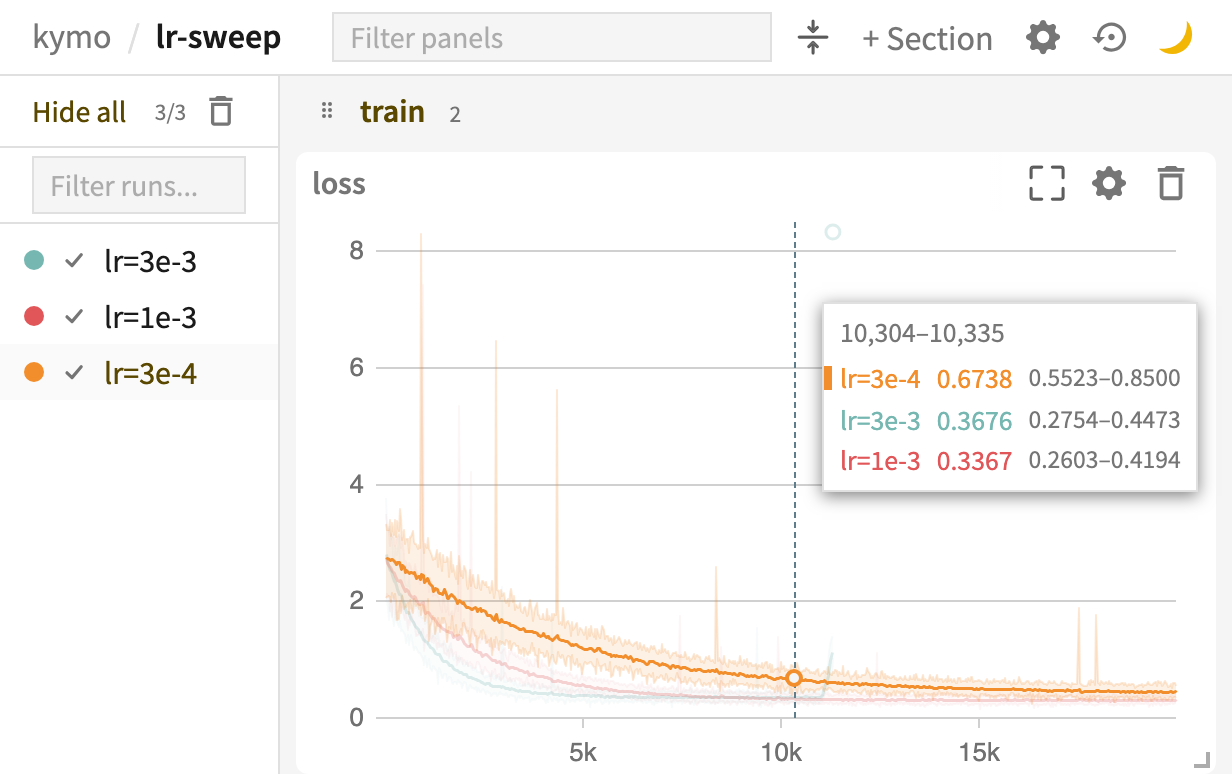 kymo / lr-sweep
Filter panels
+ Section
Hide all 3/3
Filter runs...
lr=3e-3
lr=1e-3
lr=3e-4
train 2
loss
8
6
4
2
0
5k 10k 15k
10,304–10,335
lr=3e-4 0.6738 0.5523–0.8500
lr=3e-3 0.3676 0.2754–0.4473
lr=1e-3 0.3367 0.2603–0.4194